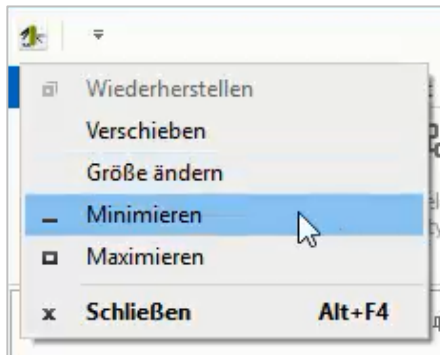 Wiederherstellen
Verschieben
Größe ändern
Minimieren
Maximieren
Schließen Alt+F4